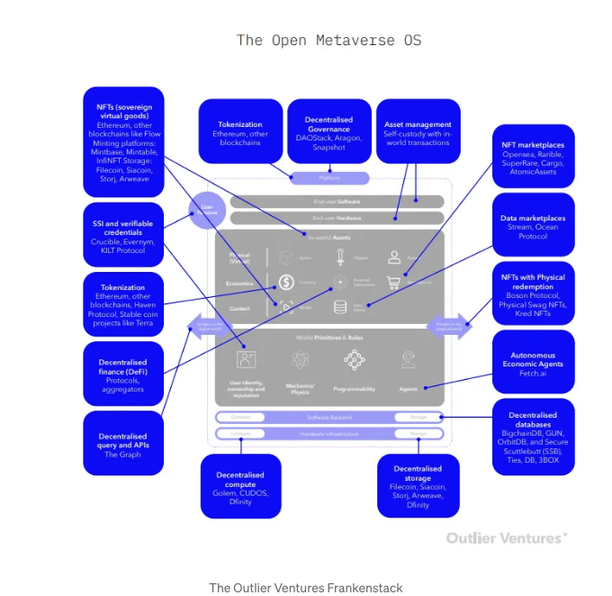 The Open Metaverse OS
NFTs (sovereign
virtual goods)
Ethereum, other
blockchains like Flow
Minting platforms:
Mintbase, Mintable,
InfiNFT Storage:
Filecoin, Siacoin,
Storj, Arweave
Tokenization
Ethereum, other
blockchains
Decentralised
Governance
DAOStack, Aragon,
Snapshot
Asset management
Self-custody with in-
world transactions
NFT marketplaces
Opensea, Rarible,
SuperRare, Cargo,
AtomicAssets
Platform
End-user Software
End-user Hardware
SSI and verifiable
credentials
Crucible, Evernym,
KILT Protocol
In-world Assets
Data marketplaces
Stream, Ocean
Protocol
Physical
(Virtual)
Economics
Content
Tokenization
Ethereum, other
blockchains, Haven
Protocol, Stable coin
projects like Terra
NFTs with Physical
redemption
Boson Protocol,
Physical Swag NFTs,
Kred NFTs
Decentralised
finance (DeFi)
Protocols,
aggregators
World Primitives & Rules
User identity,
ownership and
reputation
Mechanics/
Physics
Programmability
Agents
Autonomous
Economic Agents
Fetch.ai
Decentralised
query and APIs
The Graph
Compute
Software Backend
Storage
Compute
Hardware Infrastructure
Storage
Decentralised
databases
BigchainDB, GUN,
OrbitDB, and Secure
Scuttlebutt (SSB),
Ties, DB, 3BOX
Decentralised
compute
Golem, CUDOS,
Dfinity
Decentralised
storage
Filecoin, Siacoin,
Storj, Arweave,
Dfinity
Outlier Ventures
The Outlier Ventures Frankenstack